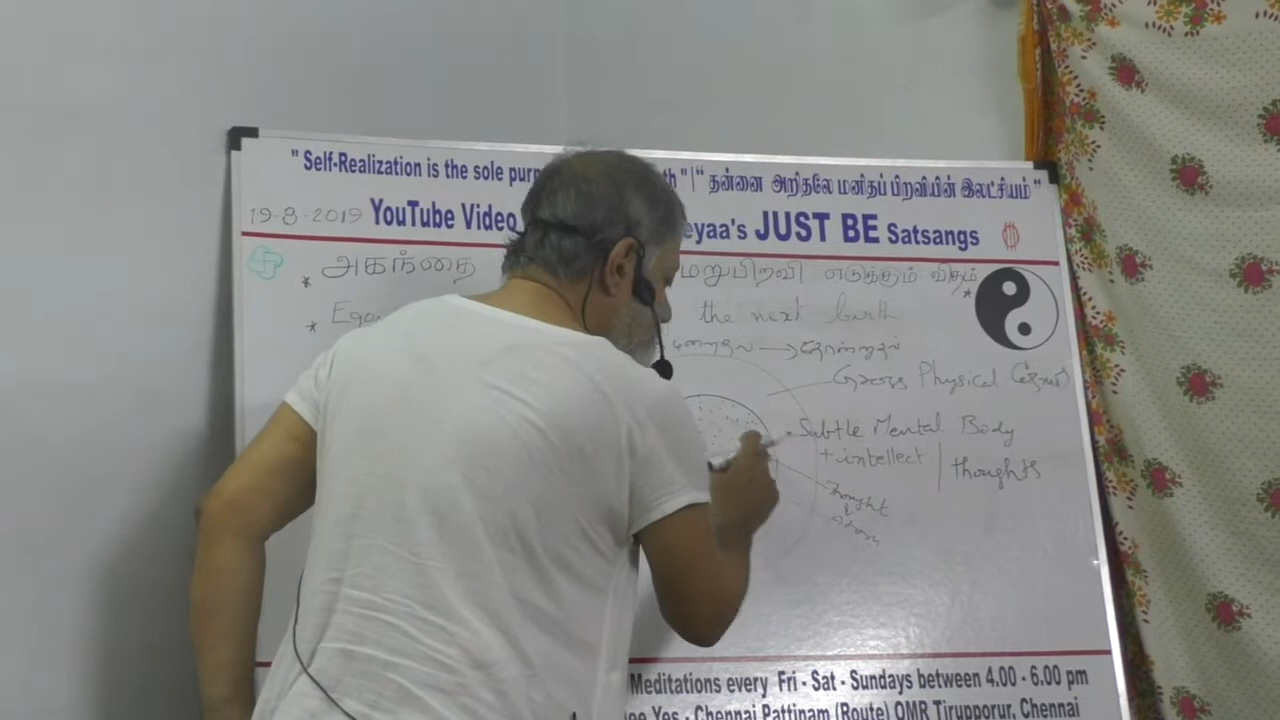 " Self-Realization is the sole purp th " | " தன்னை அறிதலே மனிதப் பிறவியின் இலட்சியம் "
19-8-2019 YouTube Video eyaa's JUST BE Satsangs
* அகந்தை மறுபிறவி எடுக்கும் விதம் *
* Ego the next birth
மறைதல் → தோன்றுதல்
Gross Physical
Subtle Mental Body
+ intellect | thoughts
Thought
Meditations every Fri - Sat - Sundays between 4.00 - 6.00 pm
Yes - Chennai Pattinam (Route) OMR Tirupporur, Chennai